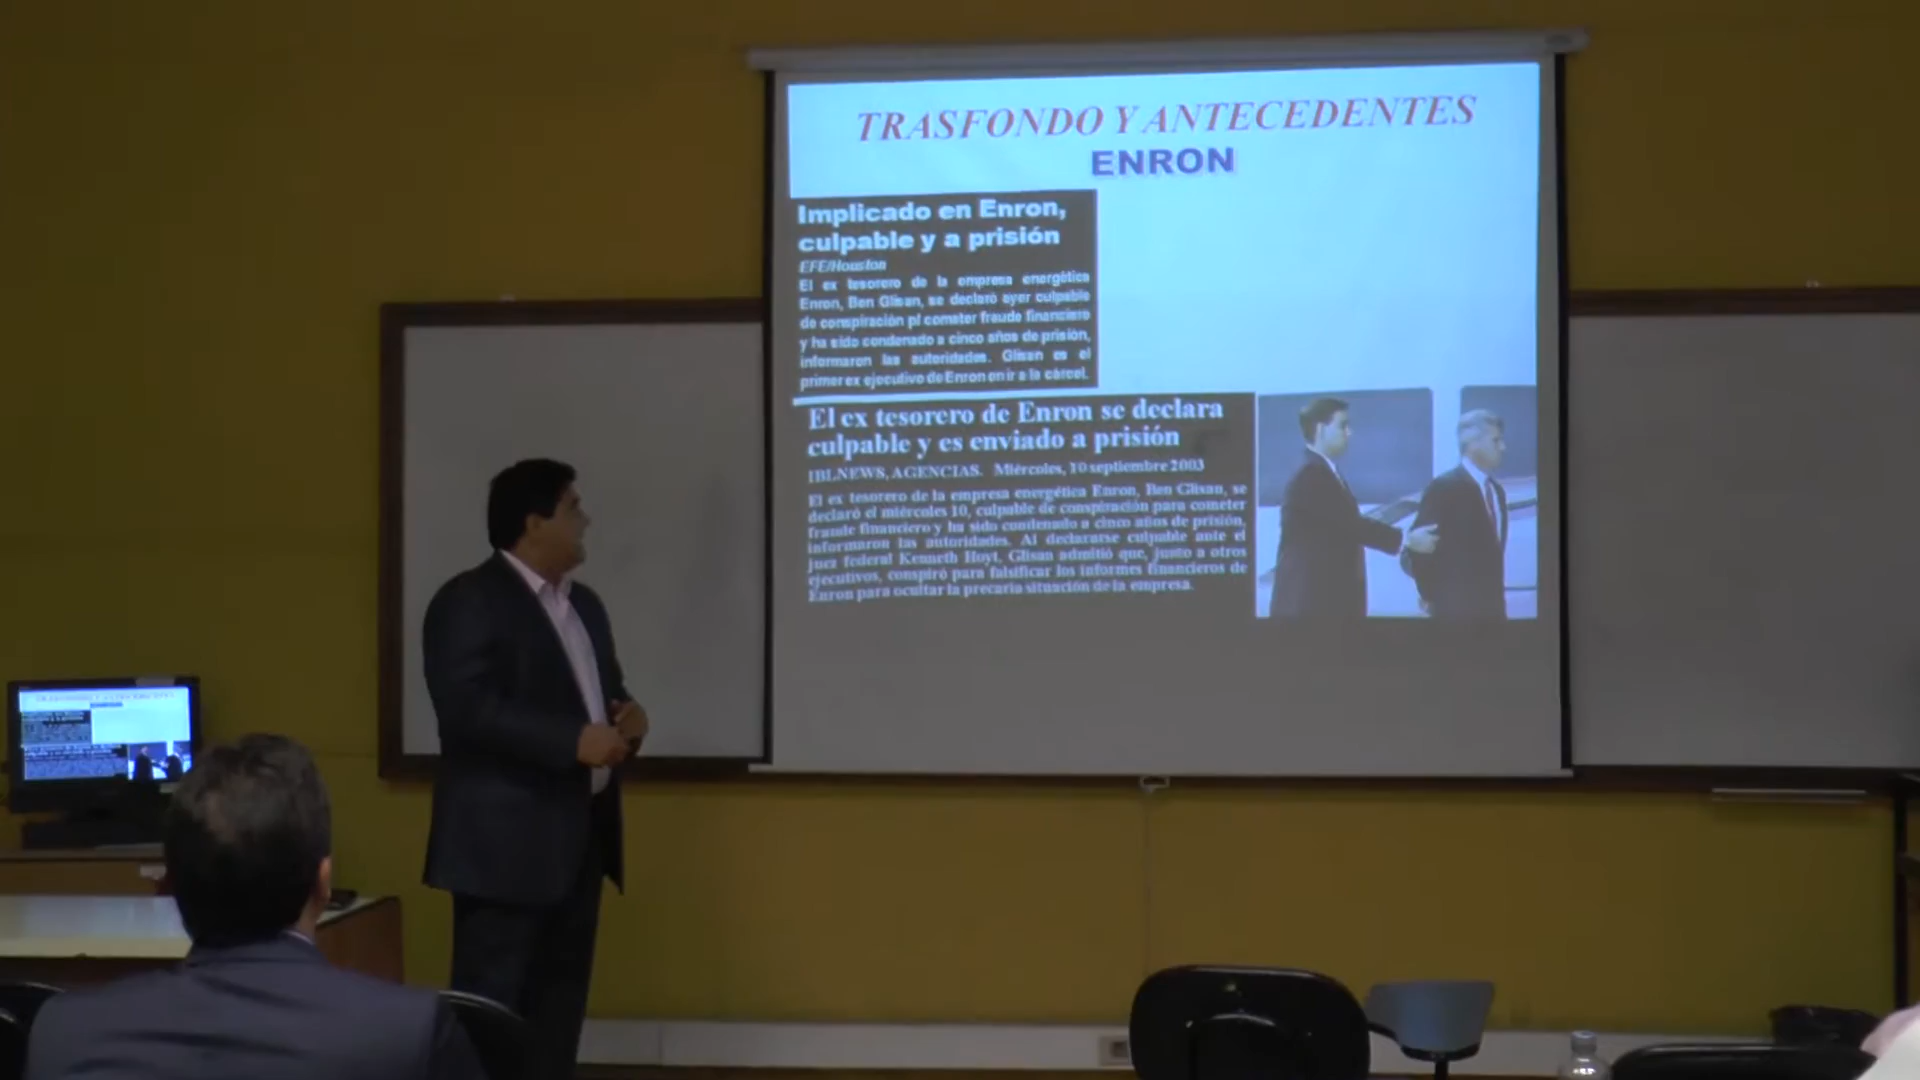 TRASFONDO Y ANTECEDENTES
ENRON
Implicado en Enron,
culpable y a prisión
EFE/Houston
El ex tesorero de la empresa energética
Enron, Ben Glisan, se declaró ayer culpable
de conspiración p/ cometer fraude financiero
y ha sido condenado a cinco años de prisión,
informaron las autoridades. Glisan es el
primer ex ejecutivo de Enron en ir a la cárcel.
El ex tesorero de Enron se declara
culpable y es enviado a prisión
IBLNEWS, AGENCIAS. Miércoles, 10 septiembre 2003
El ex tesorero de la empresa energética Enron, Ben Glisan, se
declaró el miércoles 10, culpable de conspiración para cometer
fraude financiero y ha sido condenado a cinco años de prisión,
informaron las autoridades. Al declararse culpable ante el
juez federal Kenneth Hoyt, Glisan admitió que, junto a otros
ejecutivos, conspiró para falsificar los informes financieros de
Enron para ocultar la precaria situación de la empresa.